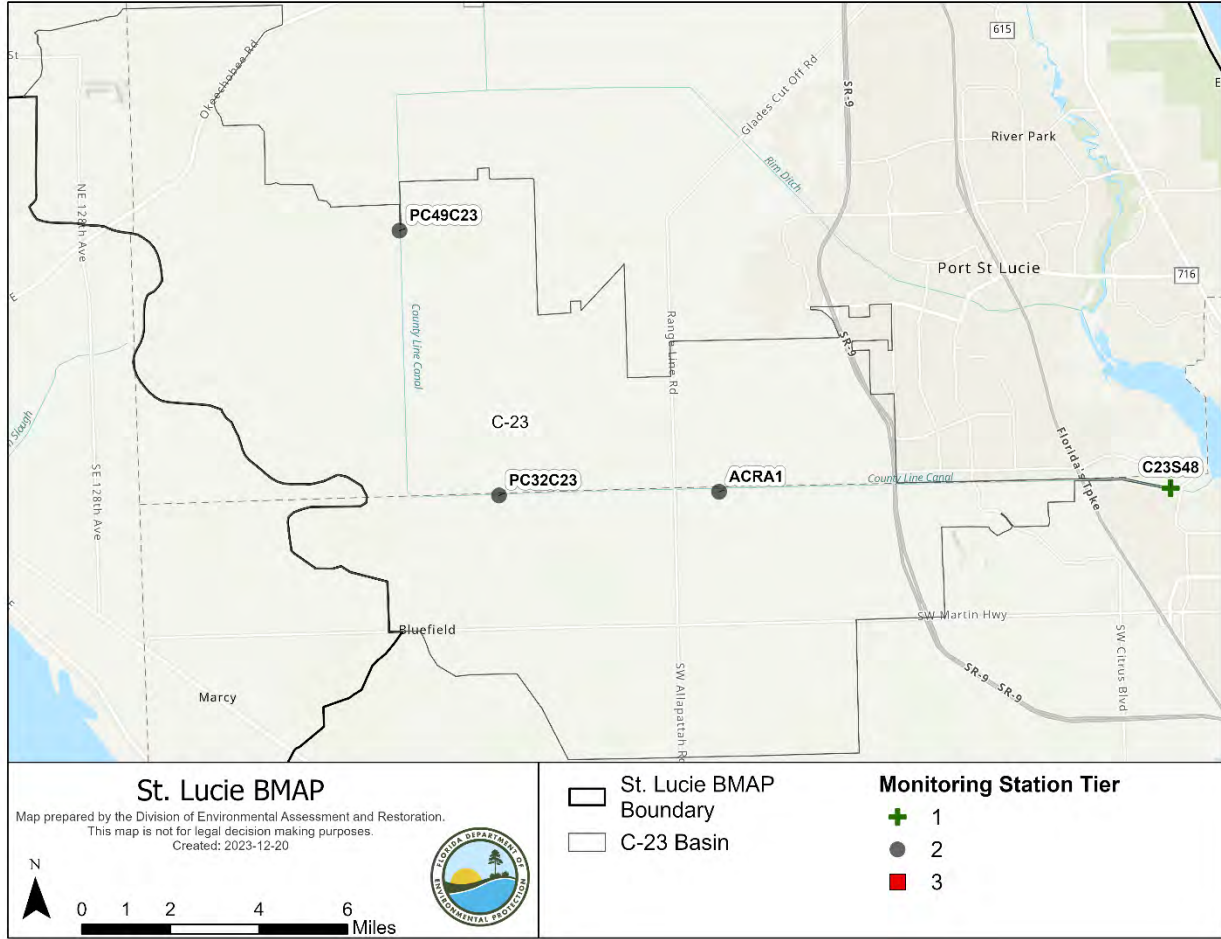 615
St
Okeechobee Rd
SR-9
Glades Cut Off Rd
River Park
Rim Ditch
NE 128th Ave
PC49C23
Port St Lucie
716
E
E
County Line Canal
Range Line Rd
SR-9
Slough
C-23
Florida's Tpke
SE 128th Ave
PC32C23
ACRA1
County Line Canal
C23S48
SW Martin Hwy
Bluefield
Marcy
SW Allapattah Rd
SR-9
SR-9
SW Citrus Blvd
St. Lucie BMAP
Map prepared by the Division of Environmental Assessment and Restoration.
This map is not for legal decision making purposes.
Created: 2023-12-20
N
0 1 2 4 6
Miles
FLORIDA DEPARTMENT OF
ENVIRONMENTAL PROTECTION
St. Lucie BMAP
Boundary
C-23 Basin
Monitoring Station Tier
1
2
3